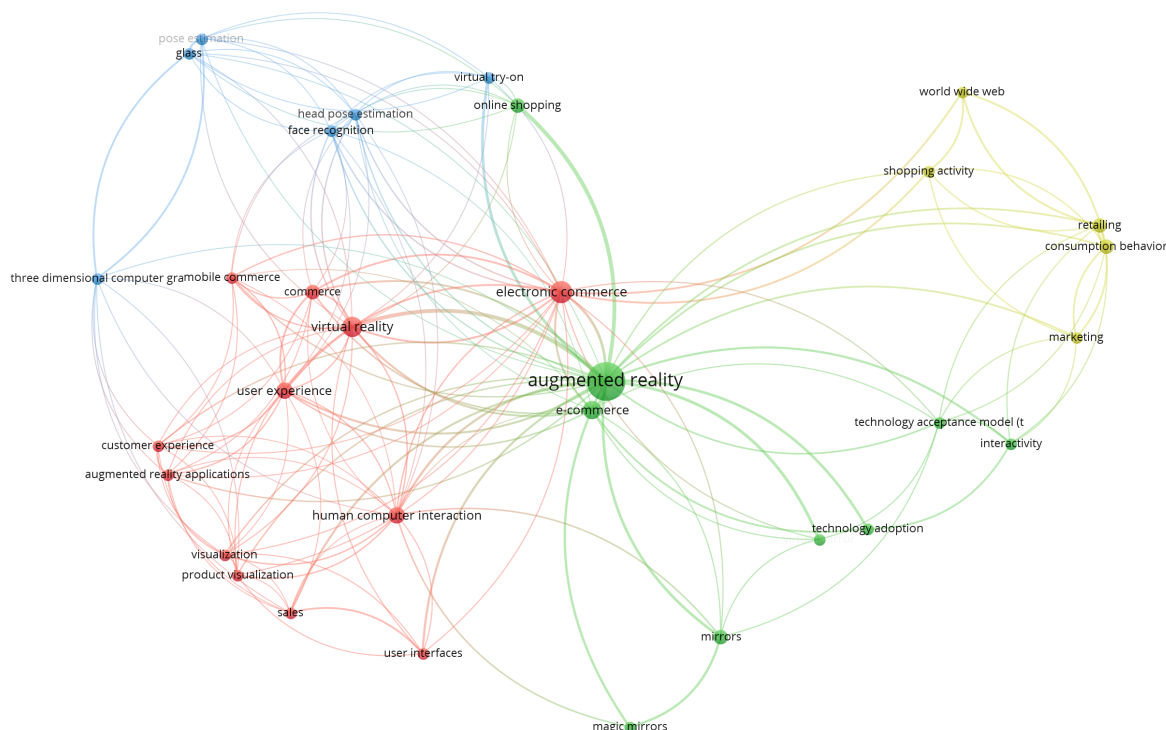 pose estimation
glass
virtual try-on
online shopping
world wide web
head pose estimation
face recognition
shopping activity
retailing
consumption behavior
three dimensional computer gra
mobile commerce
commerce
electronic commerce
virtual reality
marketing
augmented reality
user experience
e-commerce
technology acceptance model (t
interactivity
customer experience
augmented reality applications
human computer interaction
technology adoption
visualization
product visualization
sales
mirrors
user interfaces
magic mirrors